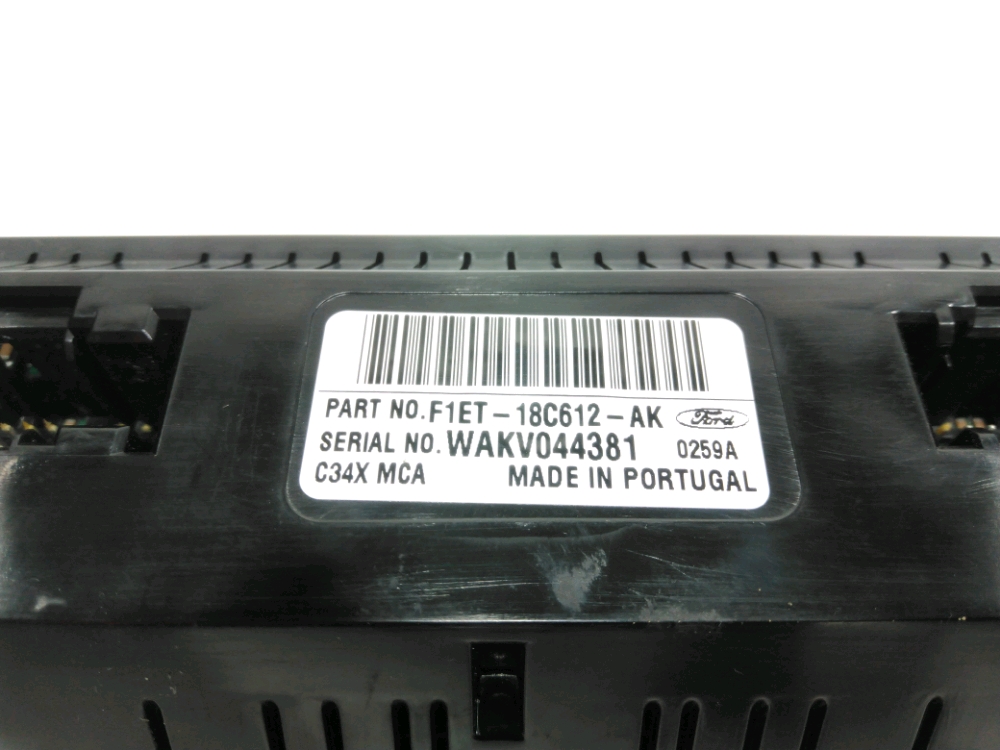 PART NO. F1ET-18C612-AK Ford
SERIAL NO. WAKV044381 0259A
C34X MCA MADE IN PORTUGAL